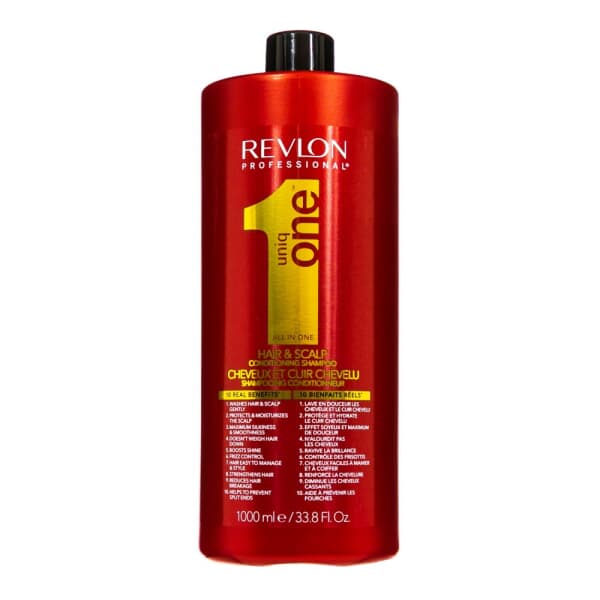 REVLON
PROFESSIONAL®
1
uniq
one™
ALL IN ONE
HAIR & SCALP
CONDITIONING SHAMPOO
CHEVEUX ET CUIR CHEVELU
SHAMPOOING CONDITIONNEUR
10 REAL BENEFITS
1. WASHES HAIR & SCALP
GENTLY
2. PROTECTS & MOISTURIZES
THE SCALP
3. MAXIMUM SILKINESS
& SMOOTHNESS
4. DOESN'T WEIGH HAIR
DOWN
5. BOOSTS SHINE
6. FRIZZ CONTROL
7. HAIR EASY TO MANAGE
& STYLE
8. STRENGTHENS HAIR
9. REDUCES HAIR
BREAKAGE
10. HELPS TO PREVENT
SPLIT ENDS
10 BIENFAITS RÉELS
1. LAVE EN DOUCEUR LES
CHEVEUX ET LE CUIR CHEVELU
2. PROTÈGE ET HYDRATE
LE CUIR CHEVELU
3. EFFET SOYEUX ET MAXIMUM
DE DOUCEUR
4. N'ALOURDIT PAS
LES CHEVEUX
5. RAVIVE LA BRILLANCE
6. CONTRÔLE DES FRISOTTIS
7. CHEVEUX FACILES À MANIER
ET À COIFFER
8. RENFORCE LA CHEVELURE
9. DIMINUE LES CHEVEUX
CASSANTS
10. AIDE À PRÉVENIR LES
FOURCHES
1000 ml e / 33.8 Fl. Oz.